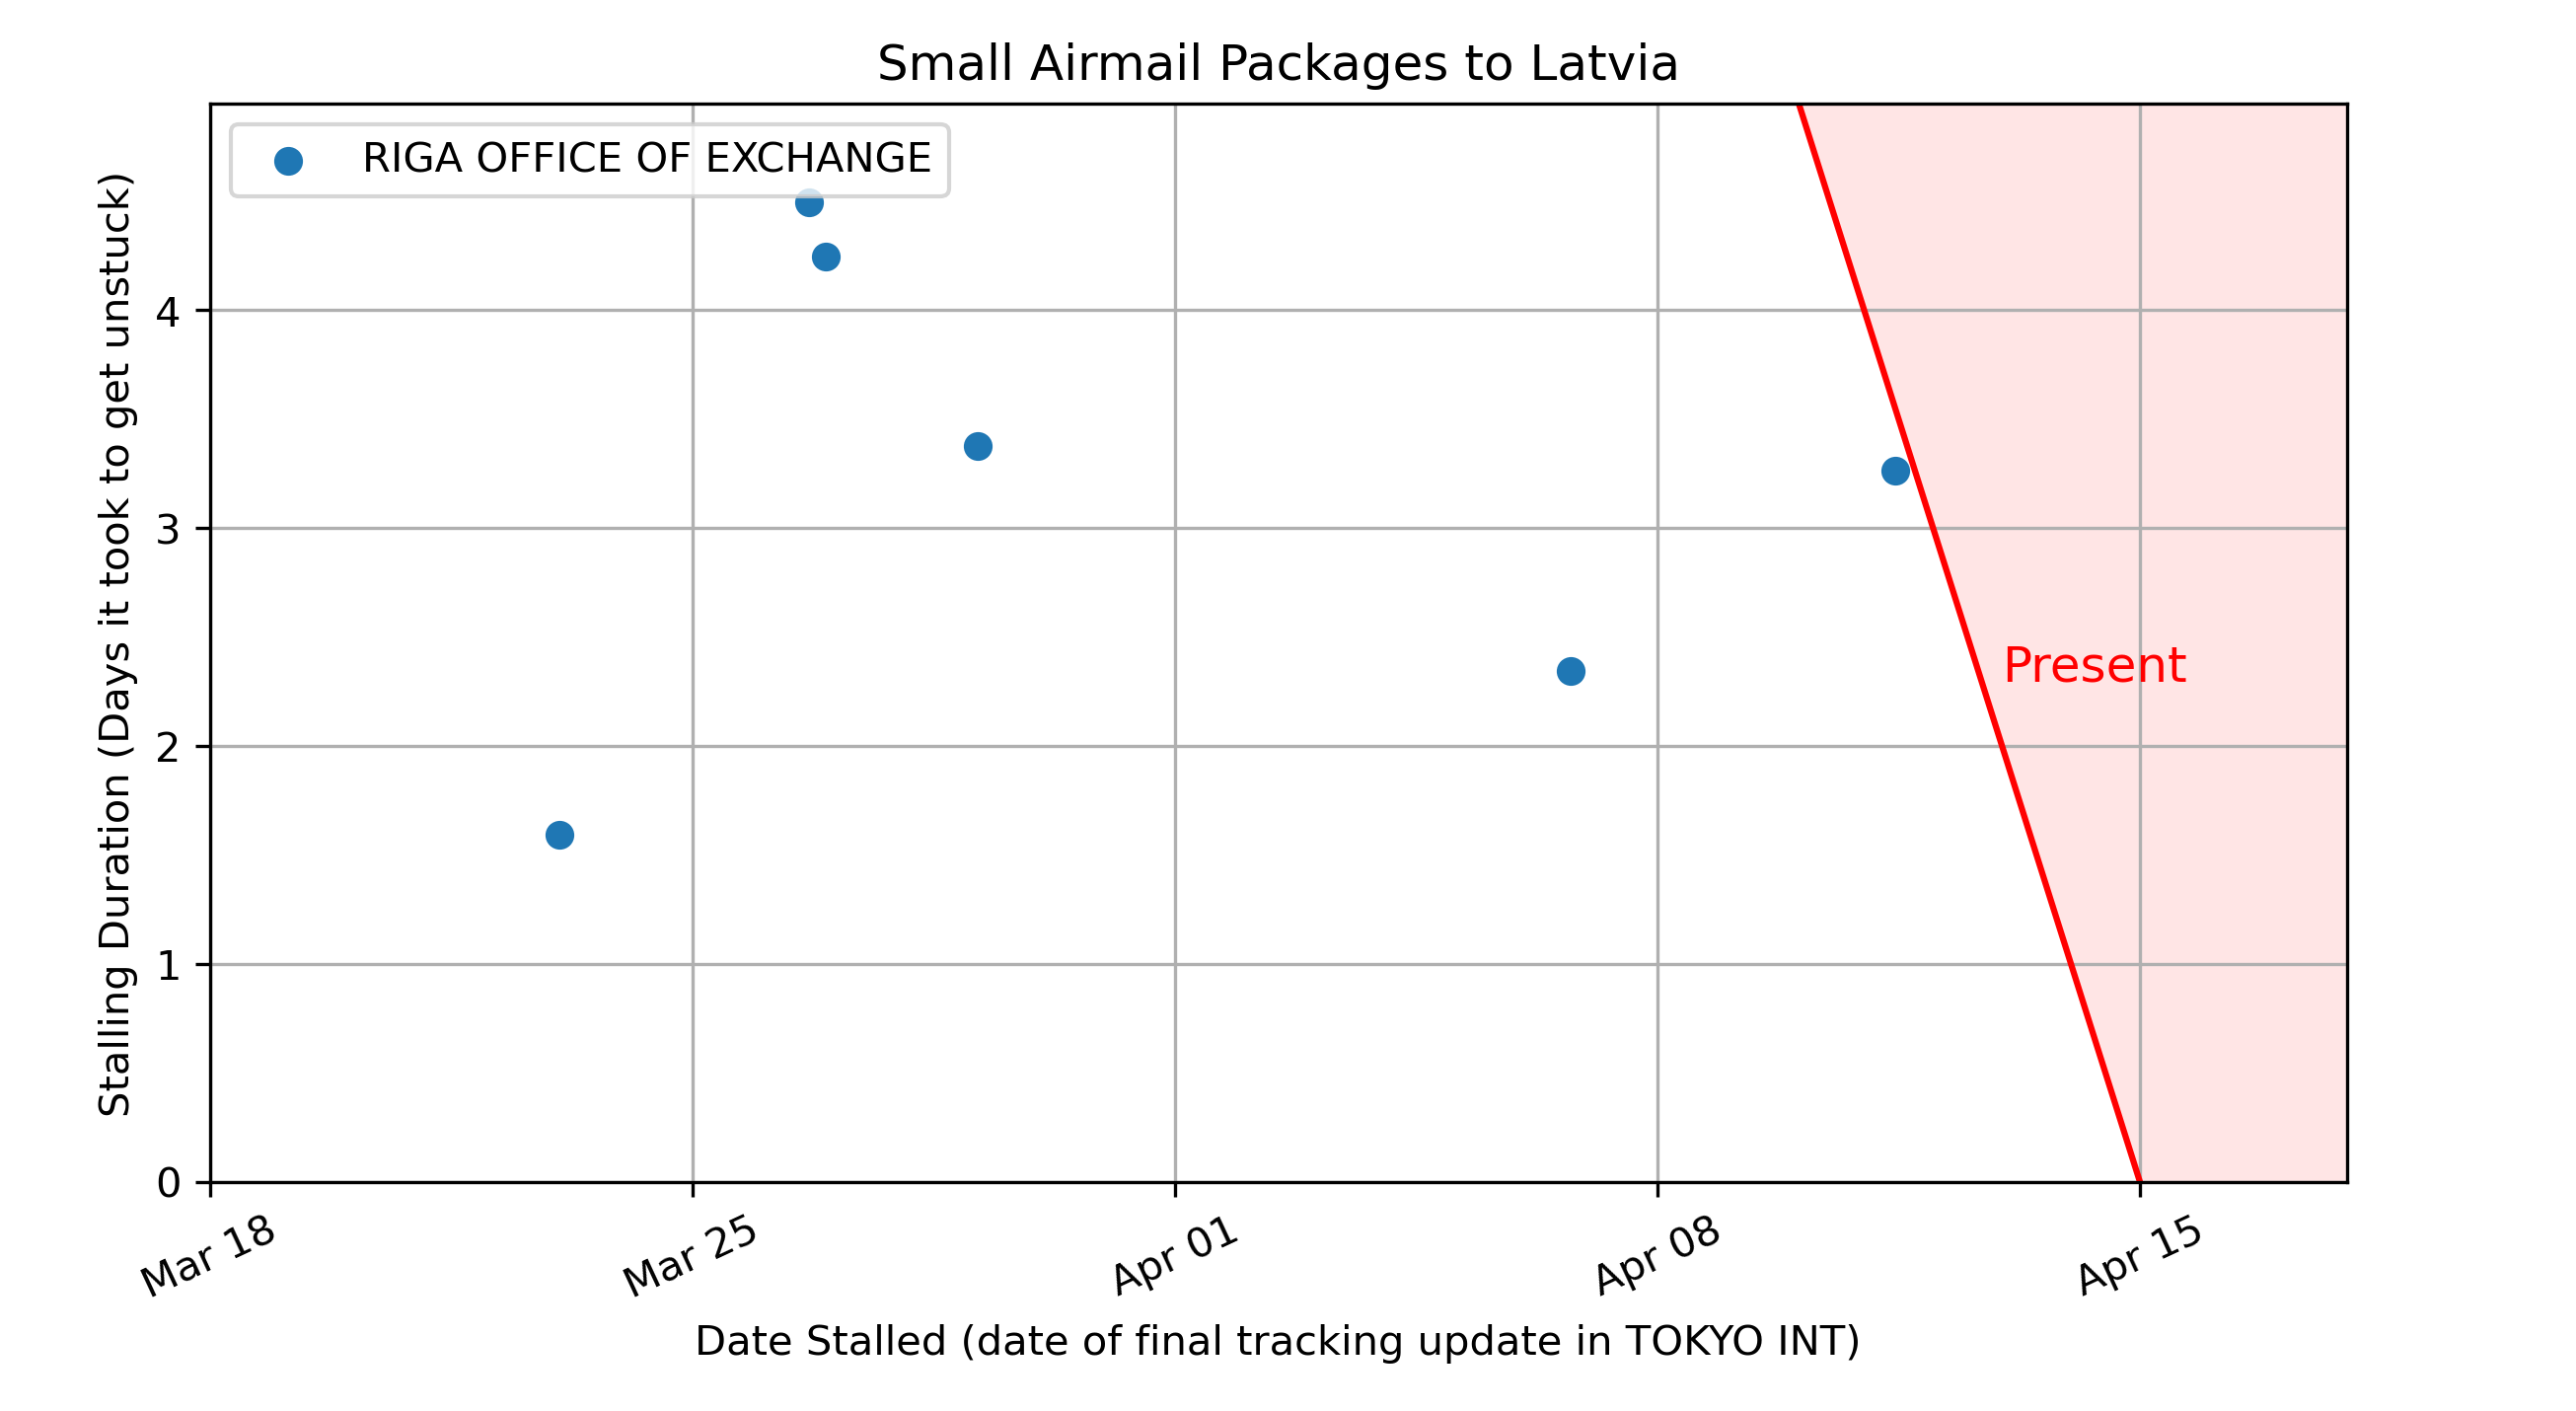 Small Airmail Packages to Latvia
RIGA OFFICE OF EXCHANGE
Stalling Duration (Days it took to get unstuck)
4
3
2
1
0
Present
Mar 18
Mar 25
Apr 01
Apr 08
Apr 15
Date Stalled (date of final tracking update in TOKYO INT)